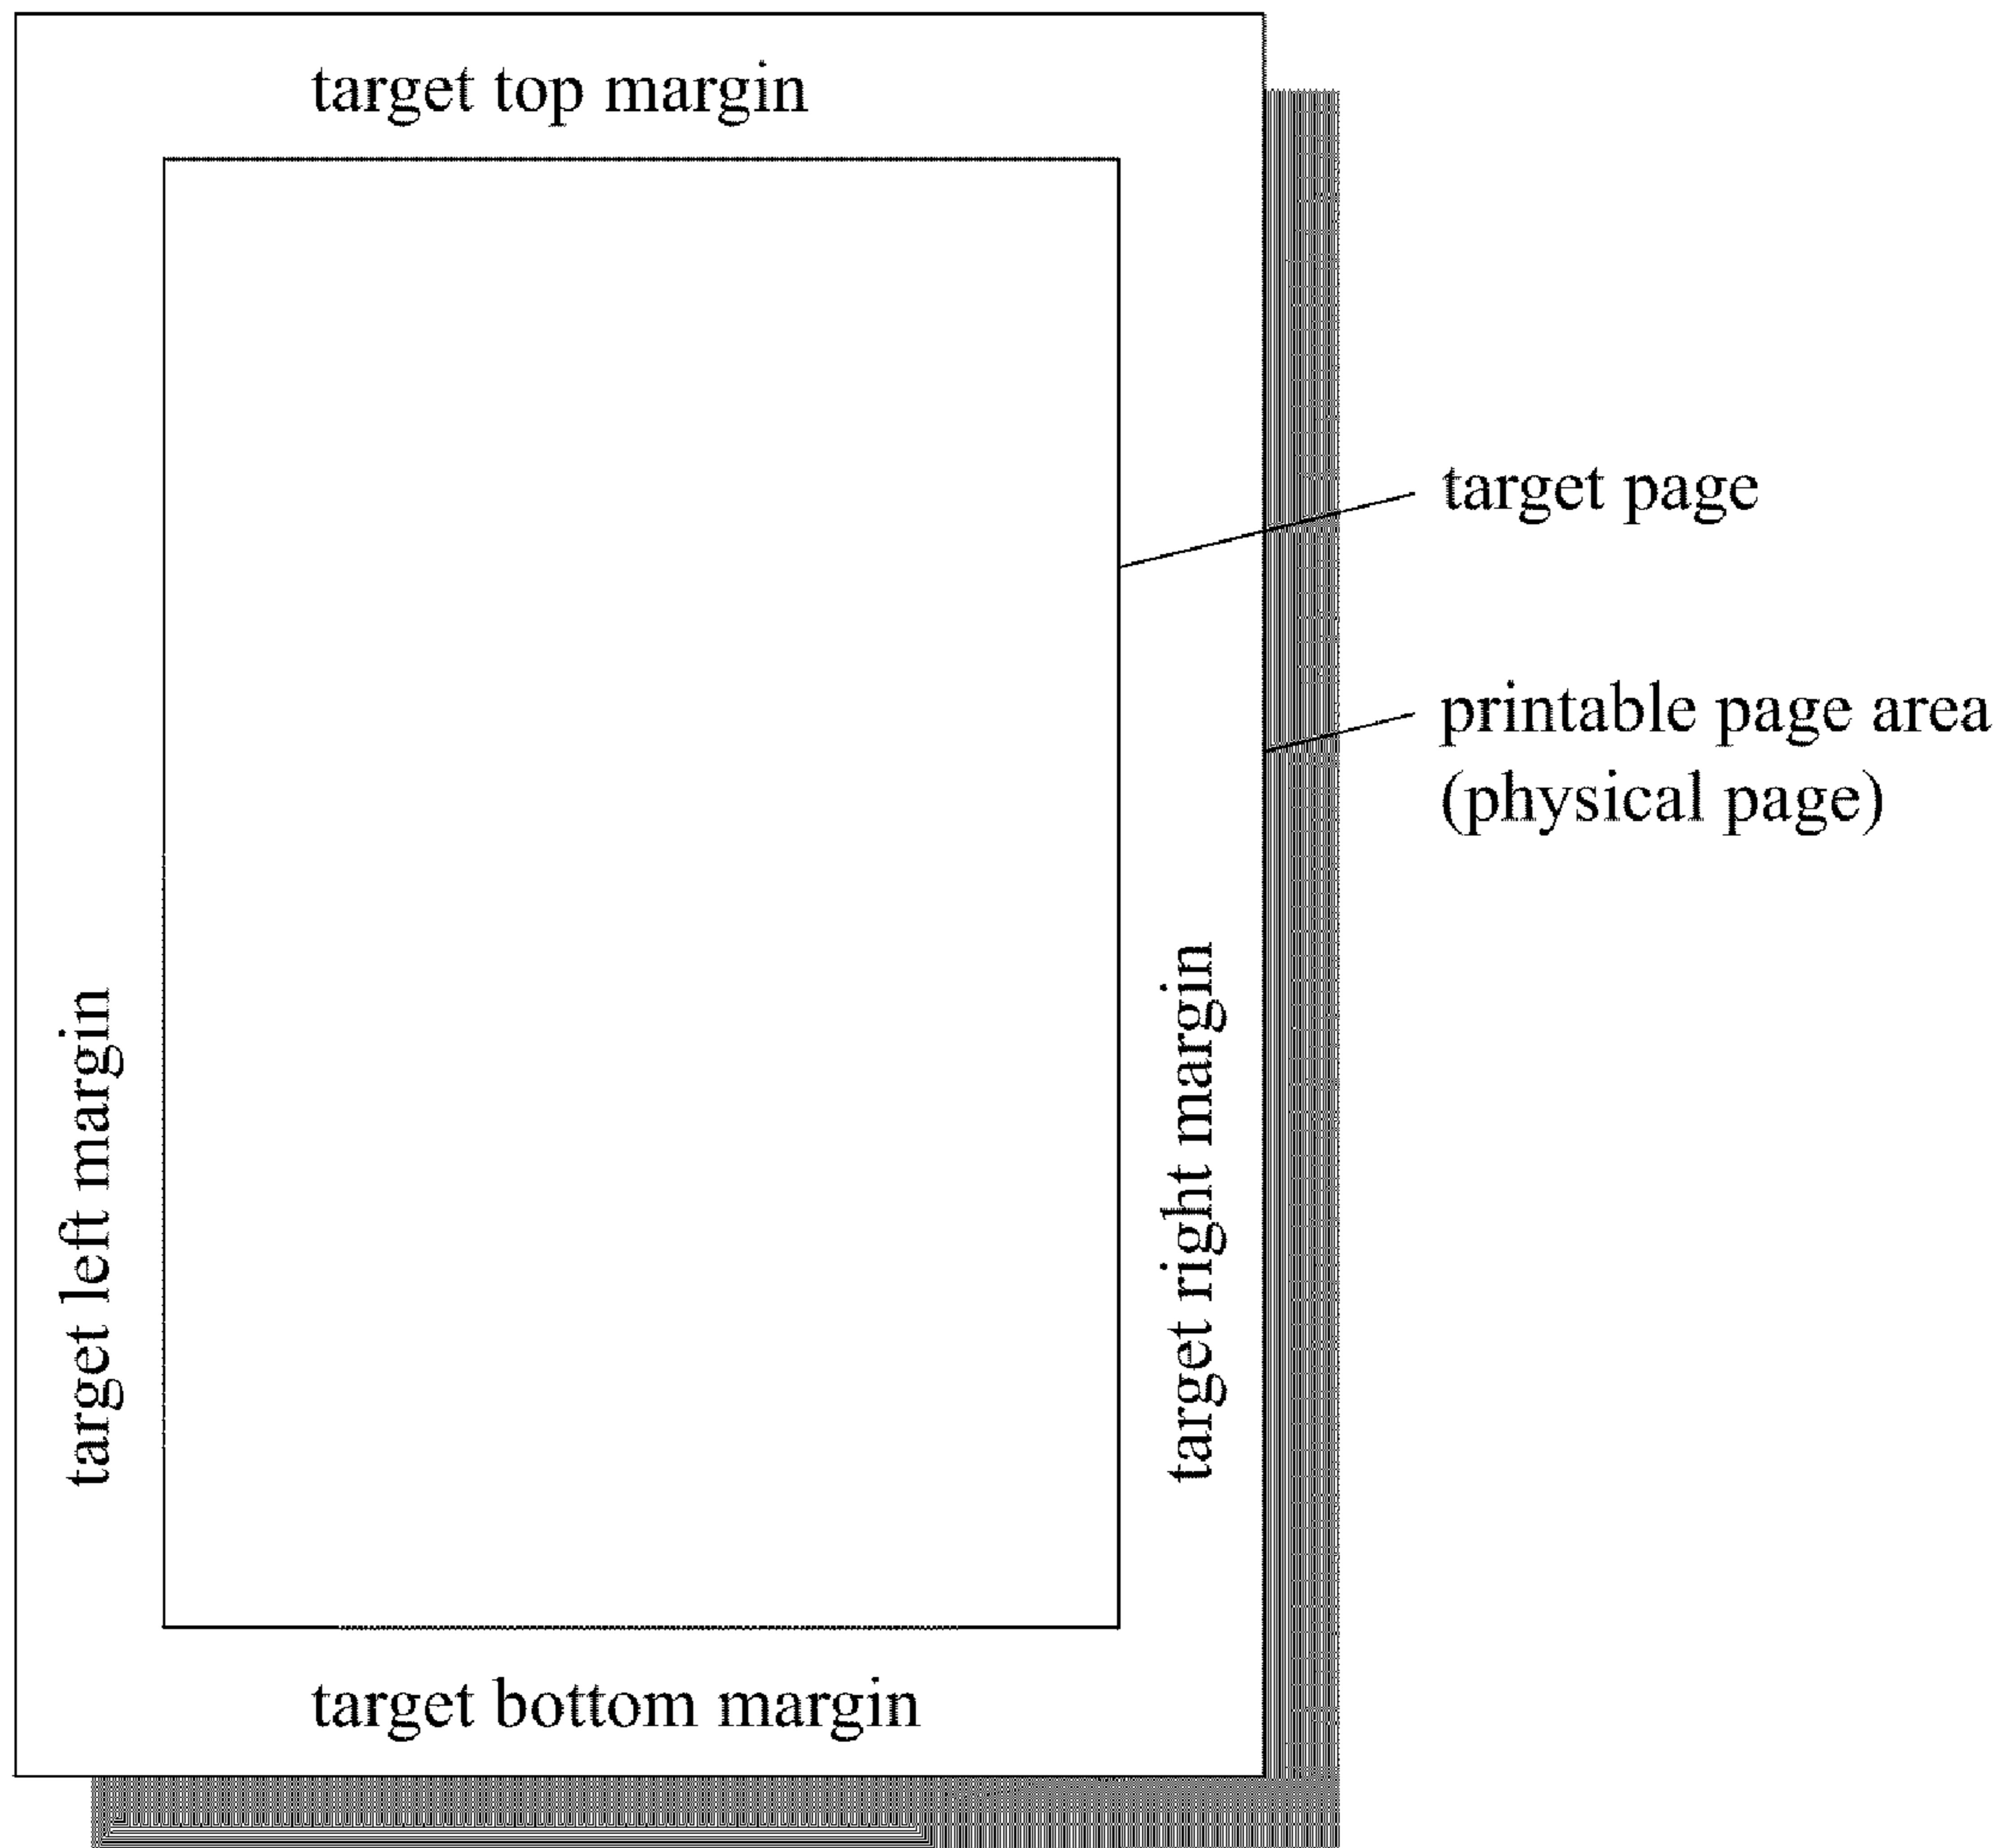 target top margin
target page
printable page area
(physical page)
target left margin
target right margin
target bottom margin